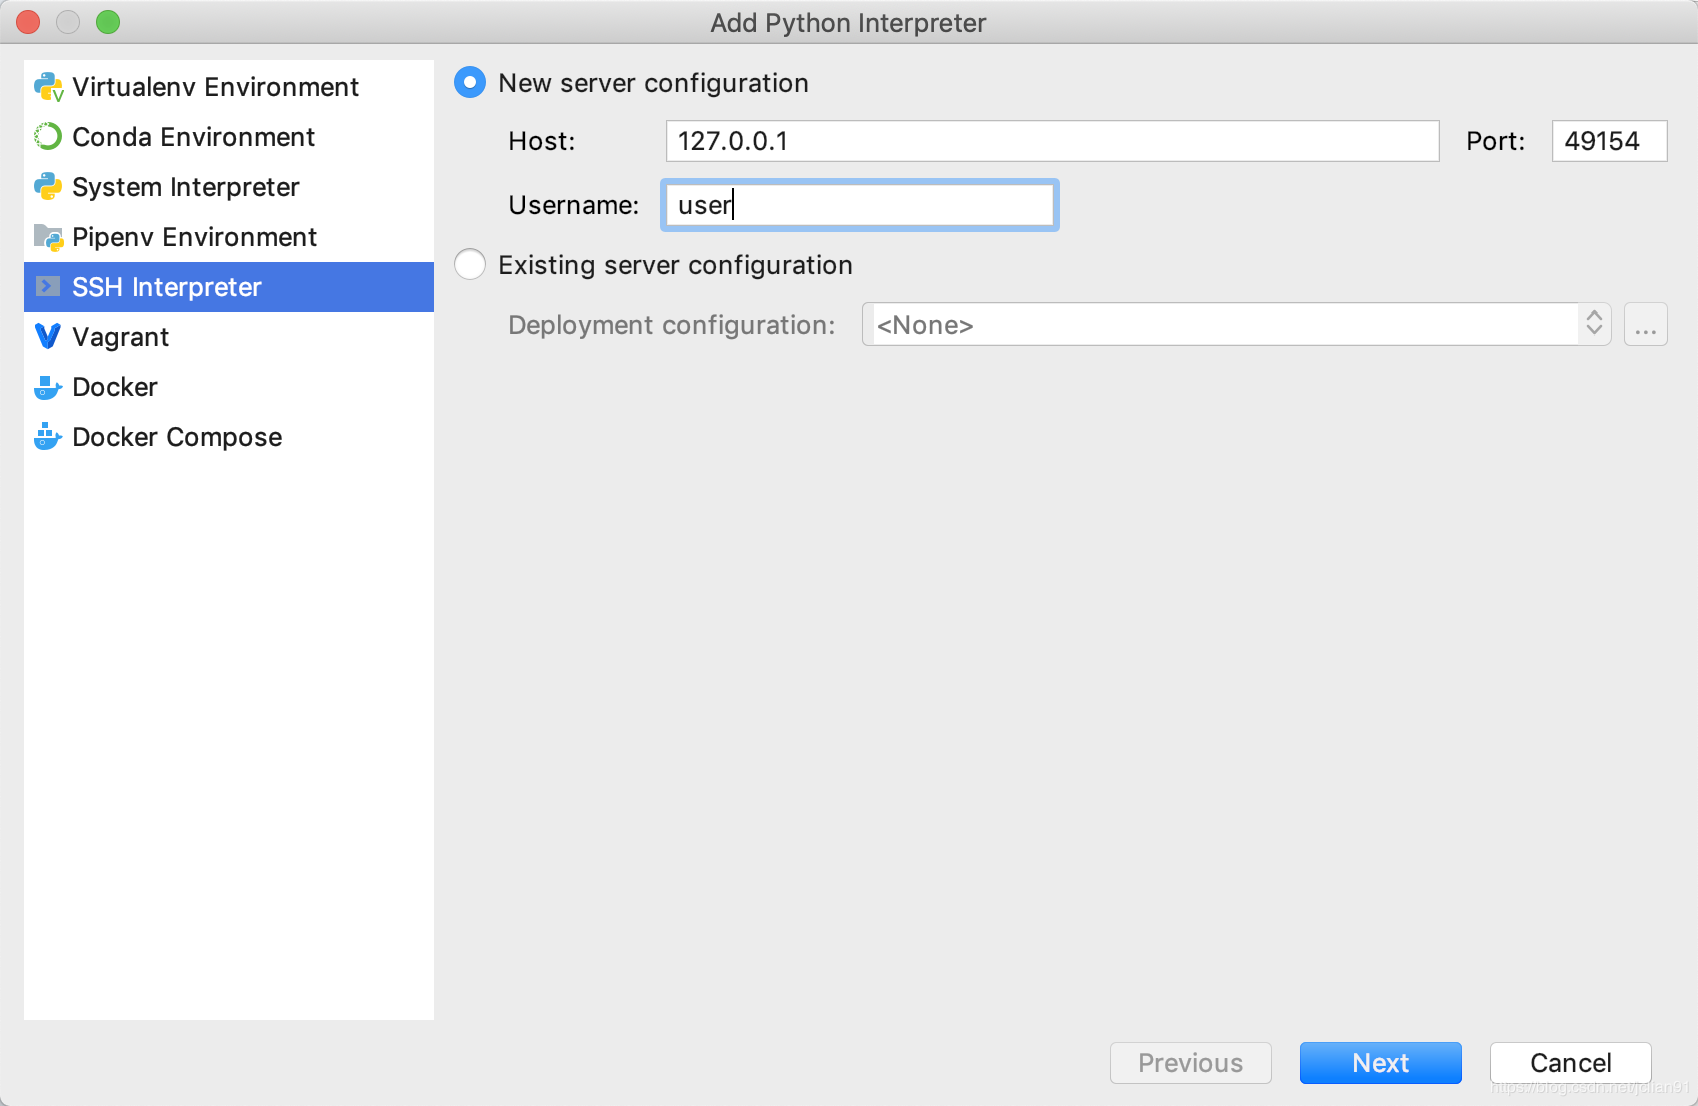 Add Python Interpreter
Virtualenv Environment
Conda Environment
System Interpreter
Pipenv Environment
SSH Interpreter
Vagrant
Docker
Docker Compose
New server configuration
Host: 127.0.0.1 Port: 49154
Username: user
Existing server configuration
Deployment configuration: <None> ...
Previous Next Cancel
https://blog.csdn.net/jclian91